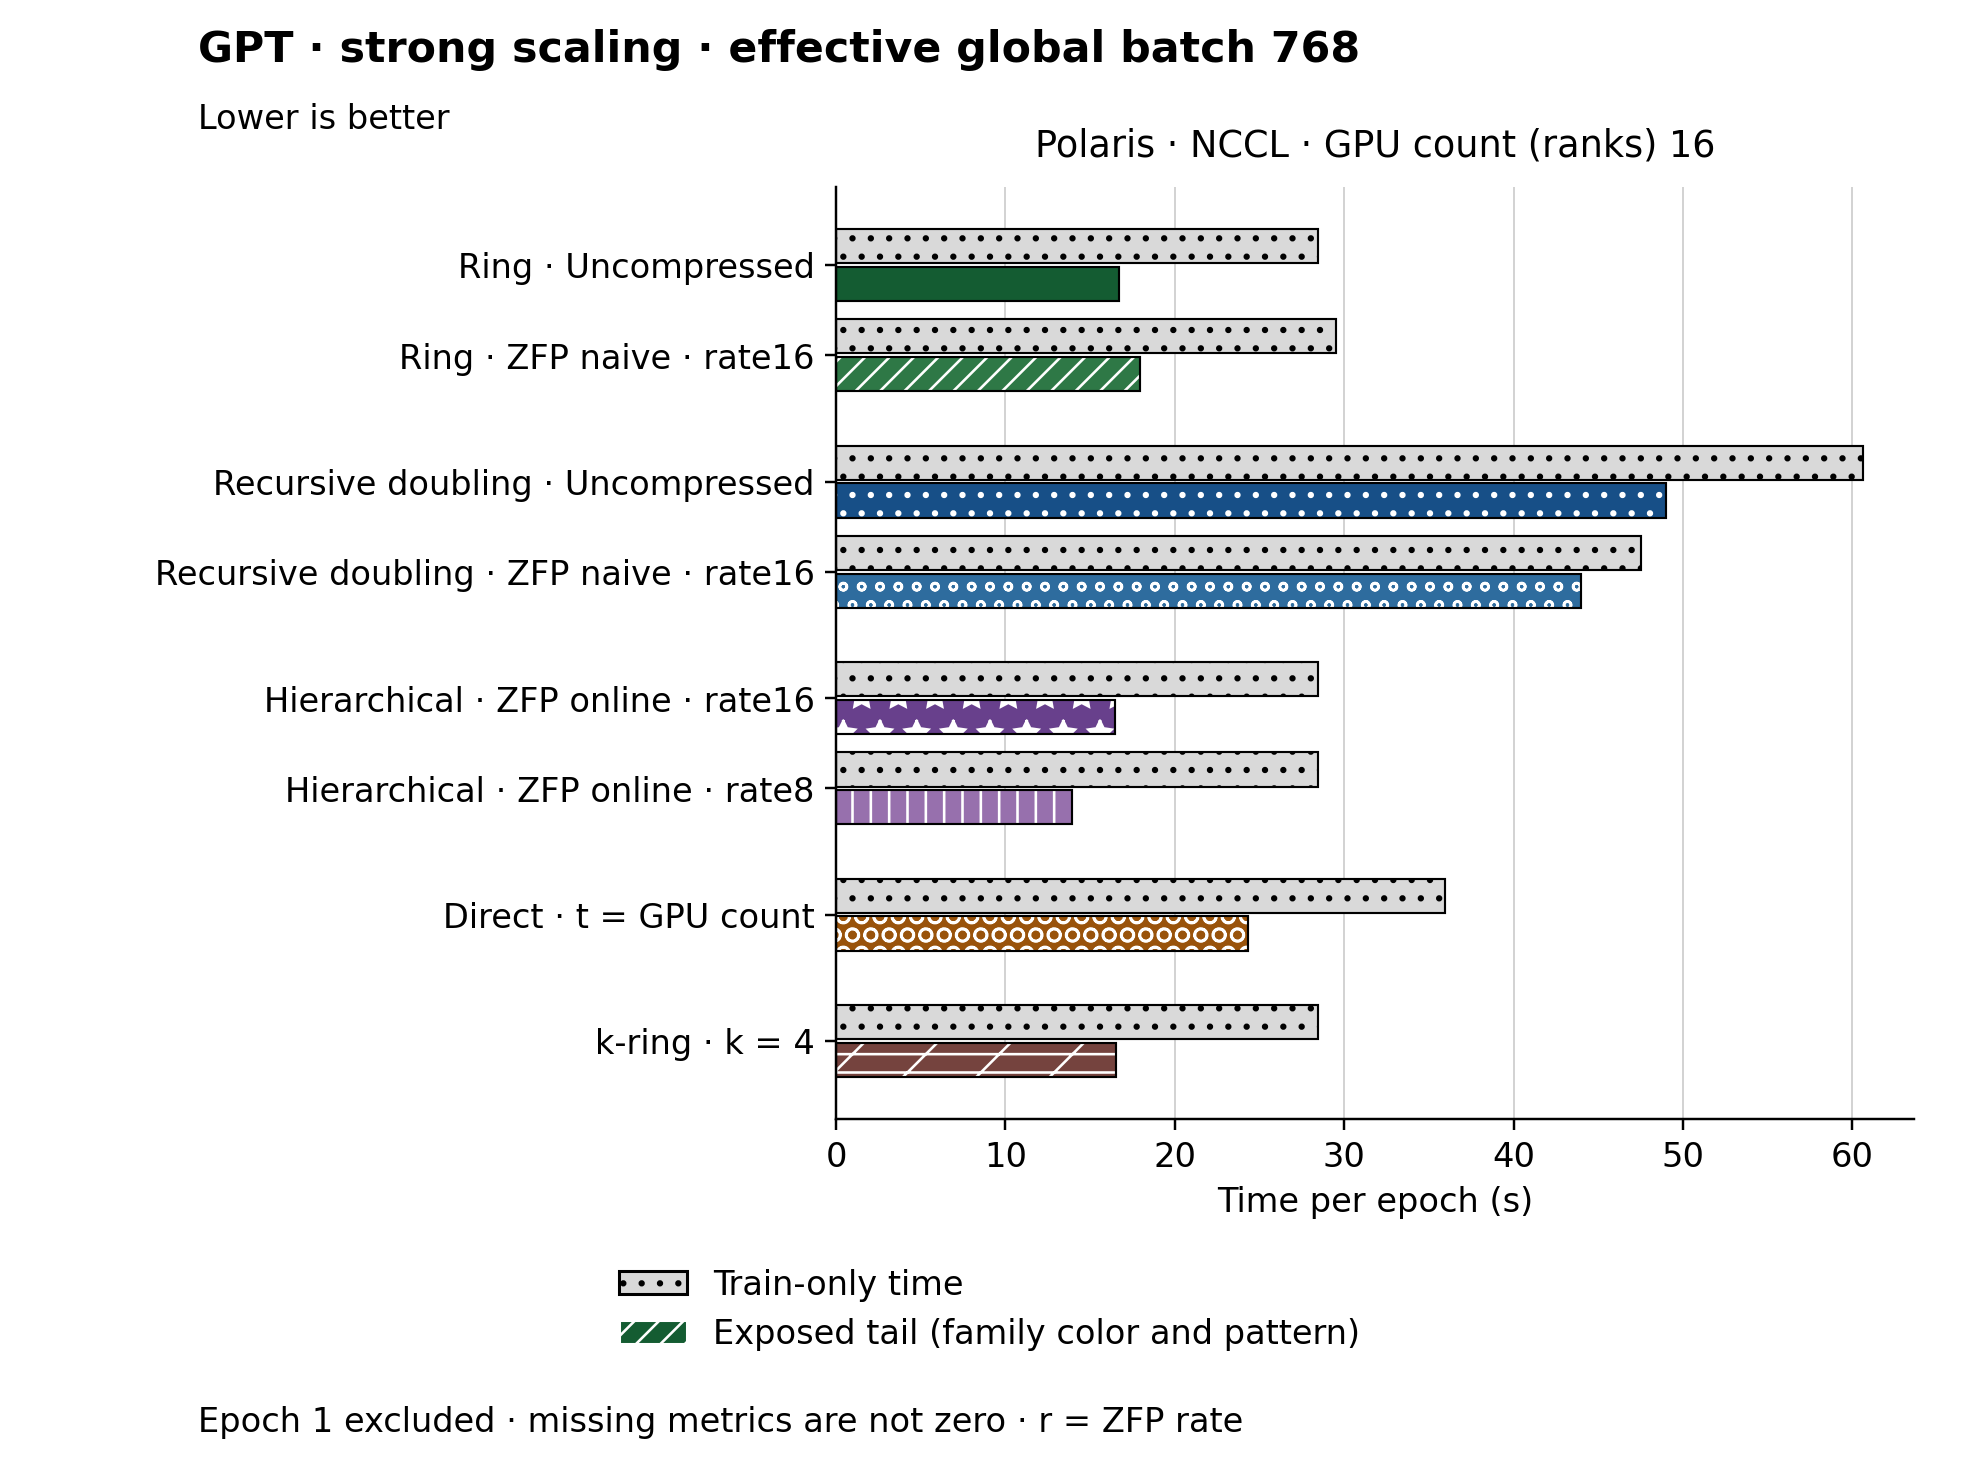 GPT · strong scaling · effective global batch 768
Lower is better
Polaris · NCCL · GPU count (ranks) 16
Ring · Uncompressed
Ring · ZFP naive · rate16
Recursive doubling · Uncompressed
Recursive doubling · ZFP naive · rate16
Hierarchical · ZFP online · rate16
Hierarchical · ZFP online · rate8
Direct · t = GPU count
k-ring · k = 4
0 10 20 30 40 50 60
Time per epoch (s)
Train-only time
Exposed tail (family color and pattern)
Epoch 1 excluded · missing metrics are not zero · r = ZFP rate